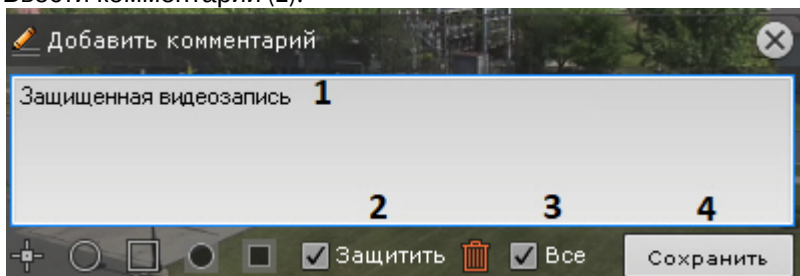 Ввести комментарий (1).
Добавить комментарий
Защищенная видеозапись 1
2 3 4
Защитить Все Сохранить